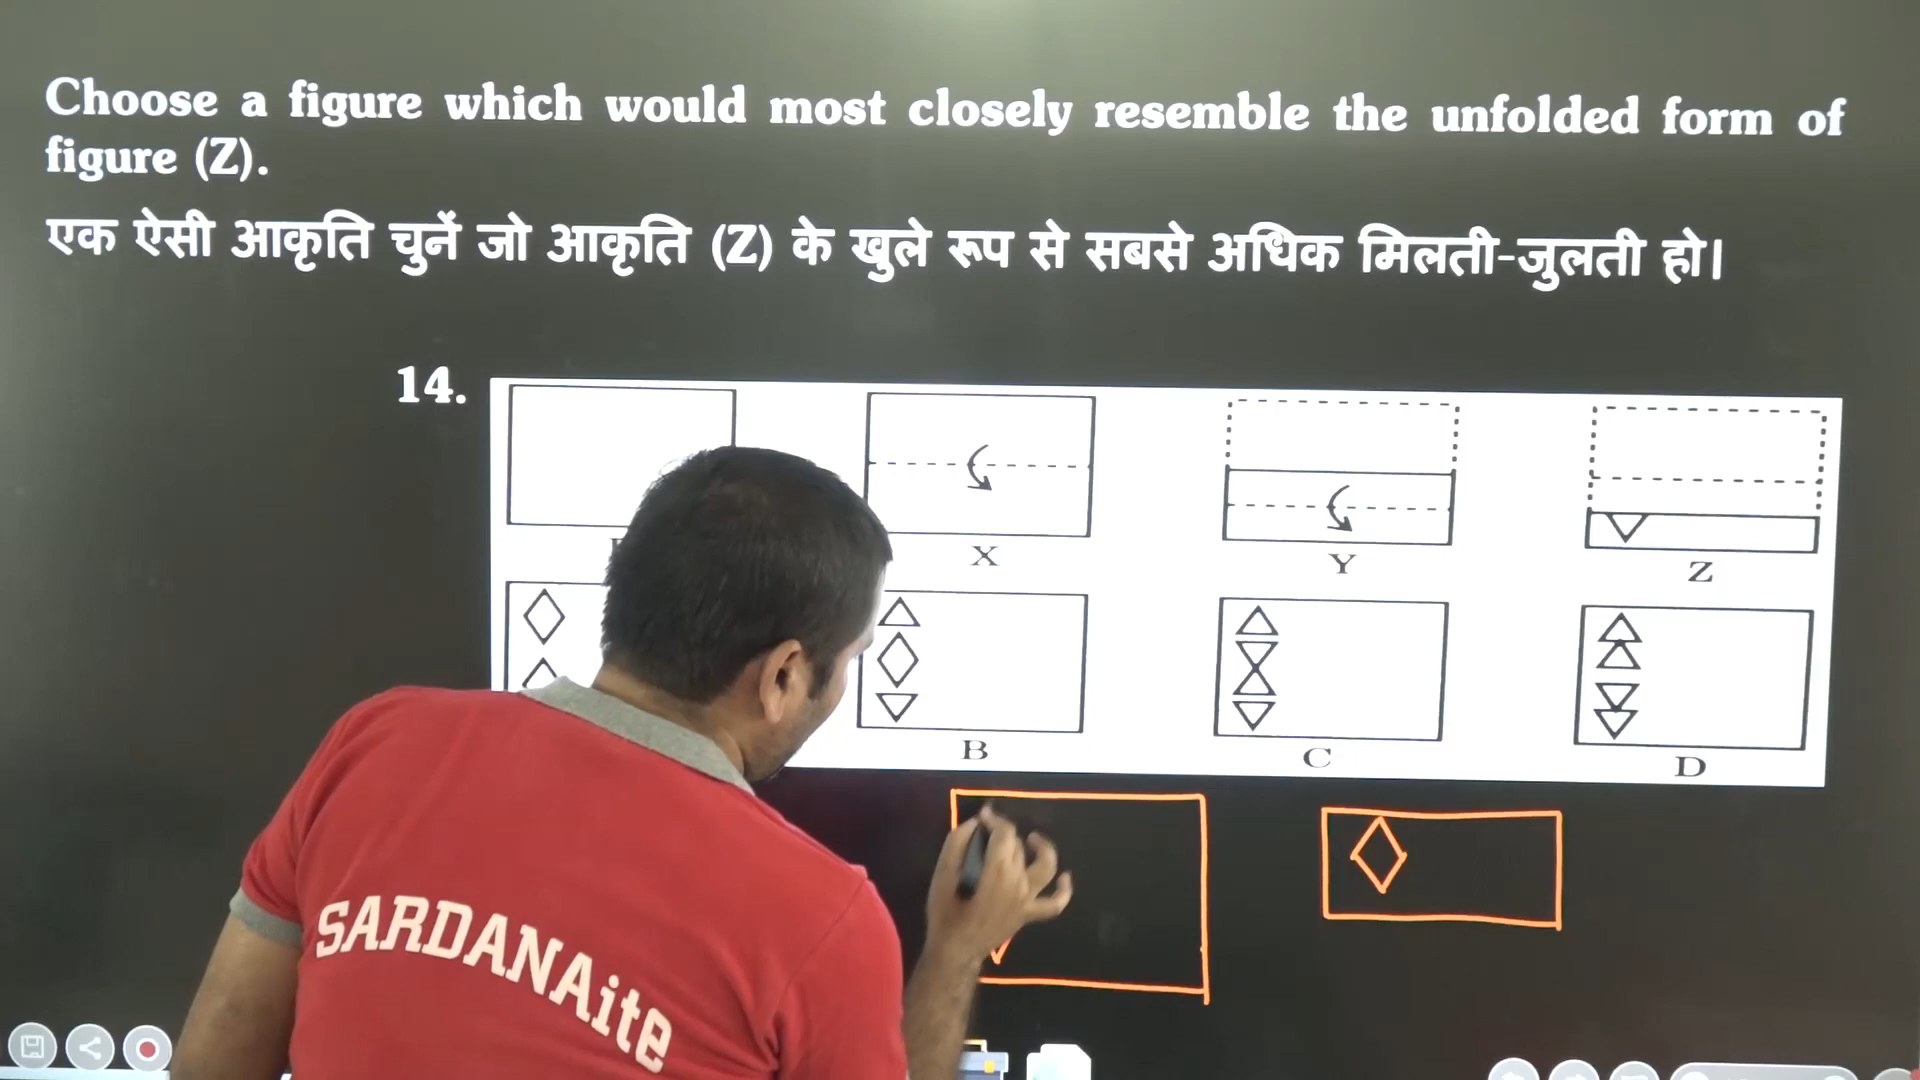 Choose a figure which would most closely resemble the unfolded form of
figure (Z).
एक ऐसी आकृति चुनें जो आकृति (Z) के खुले रूप से सबसे अधिक मिलती-जुलती हो।
14.
X Y Z
B C D
SARDANAite